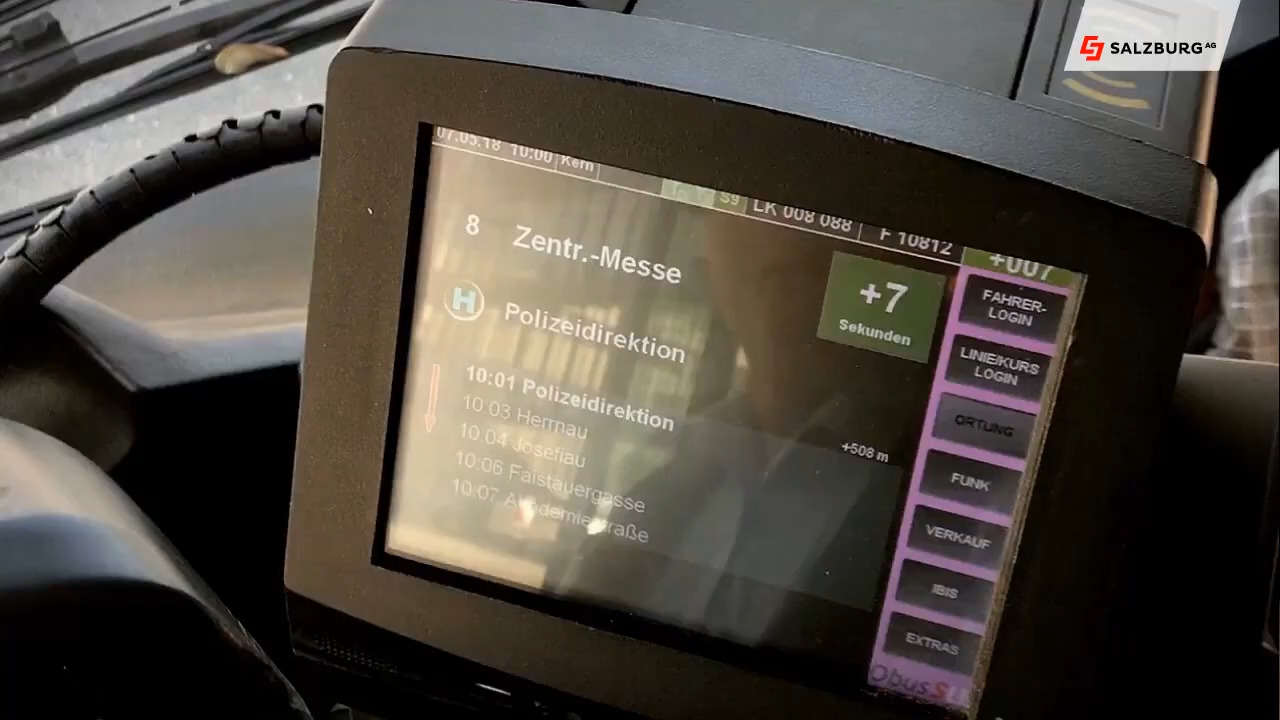 SALZBURG AG
07.05.18 10:00 Kern
S9 LK 008 088 F 10812 +007
8 Zentr.-Messe
+7
Sekunden
H Polizeidirektion
10:01 Polizeidirektion
10:03 Herrnau
10:04 Josefiau
10:06 Faistauergasse
10:07 Akademiestraße
+508 m
FAHRER-
LOGIN
LINIE/KURS
LOGIN
ORTUNG
FUNK
VERKAUF
IBIS
EXTRAS
ObusSL